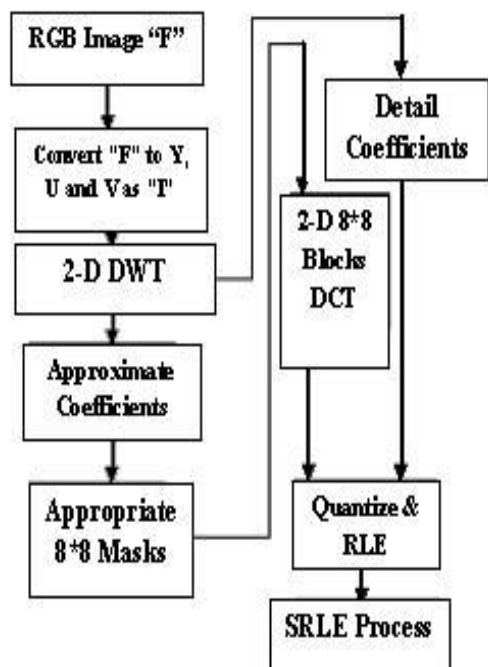 RGB Image “F”
Convert "F" to Y,
U and V as "I"
2-D DWT
Approximate
Coefficients
Appropriate
8*8 Masks
Detail
Coefficients
2-D 8*8
Blocks
DCT
Quantize &
RLE
SRLE Process